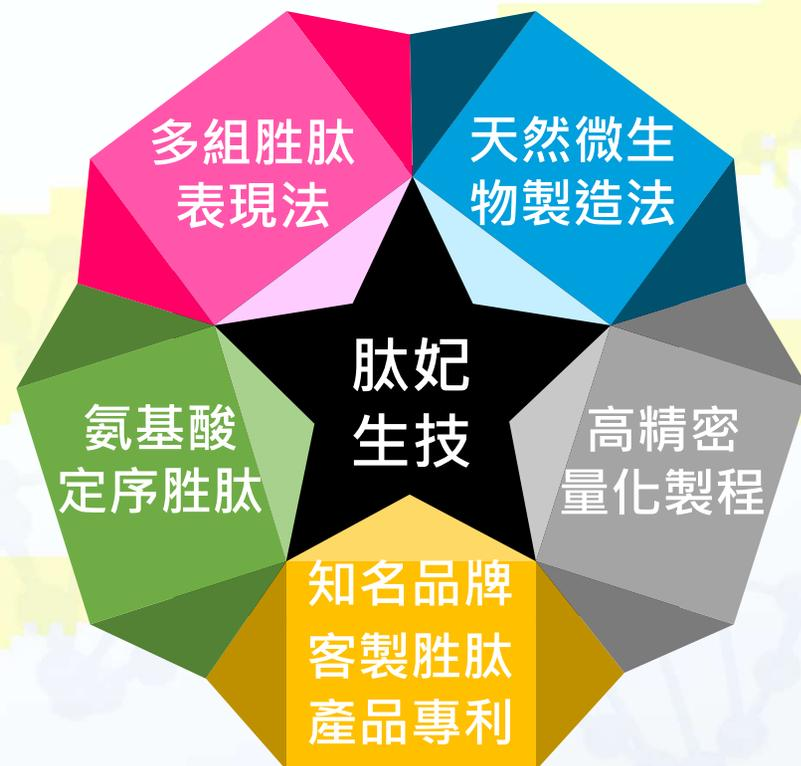 多組胜肽
表現法
天然微生
物製造法
肽妃
生技
氨基酸
定序胜肽
高精密
量化製程
知名品牌
客製胜肽
產品專利